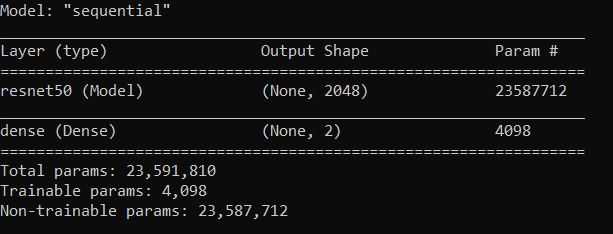 Model: "sequential"
_________________________________________________________________
Layer (type)                 Output Shape              Param #
=================================================================
resnet50 (Model)             (None, 2048)              23587712
_________________________________________________________________
dense (Dense)                (None, 2)                 4098
=================================================================
Total params: 23,591,810
Trainable params: 4,098
Non-trainable params: 23,587,712